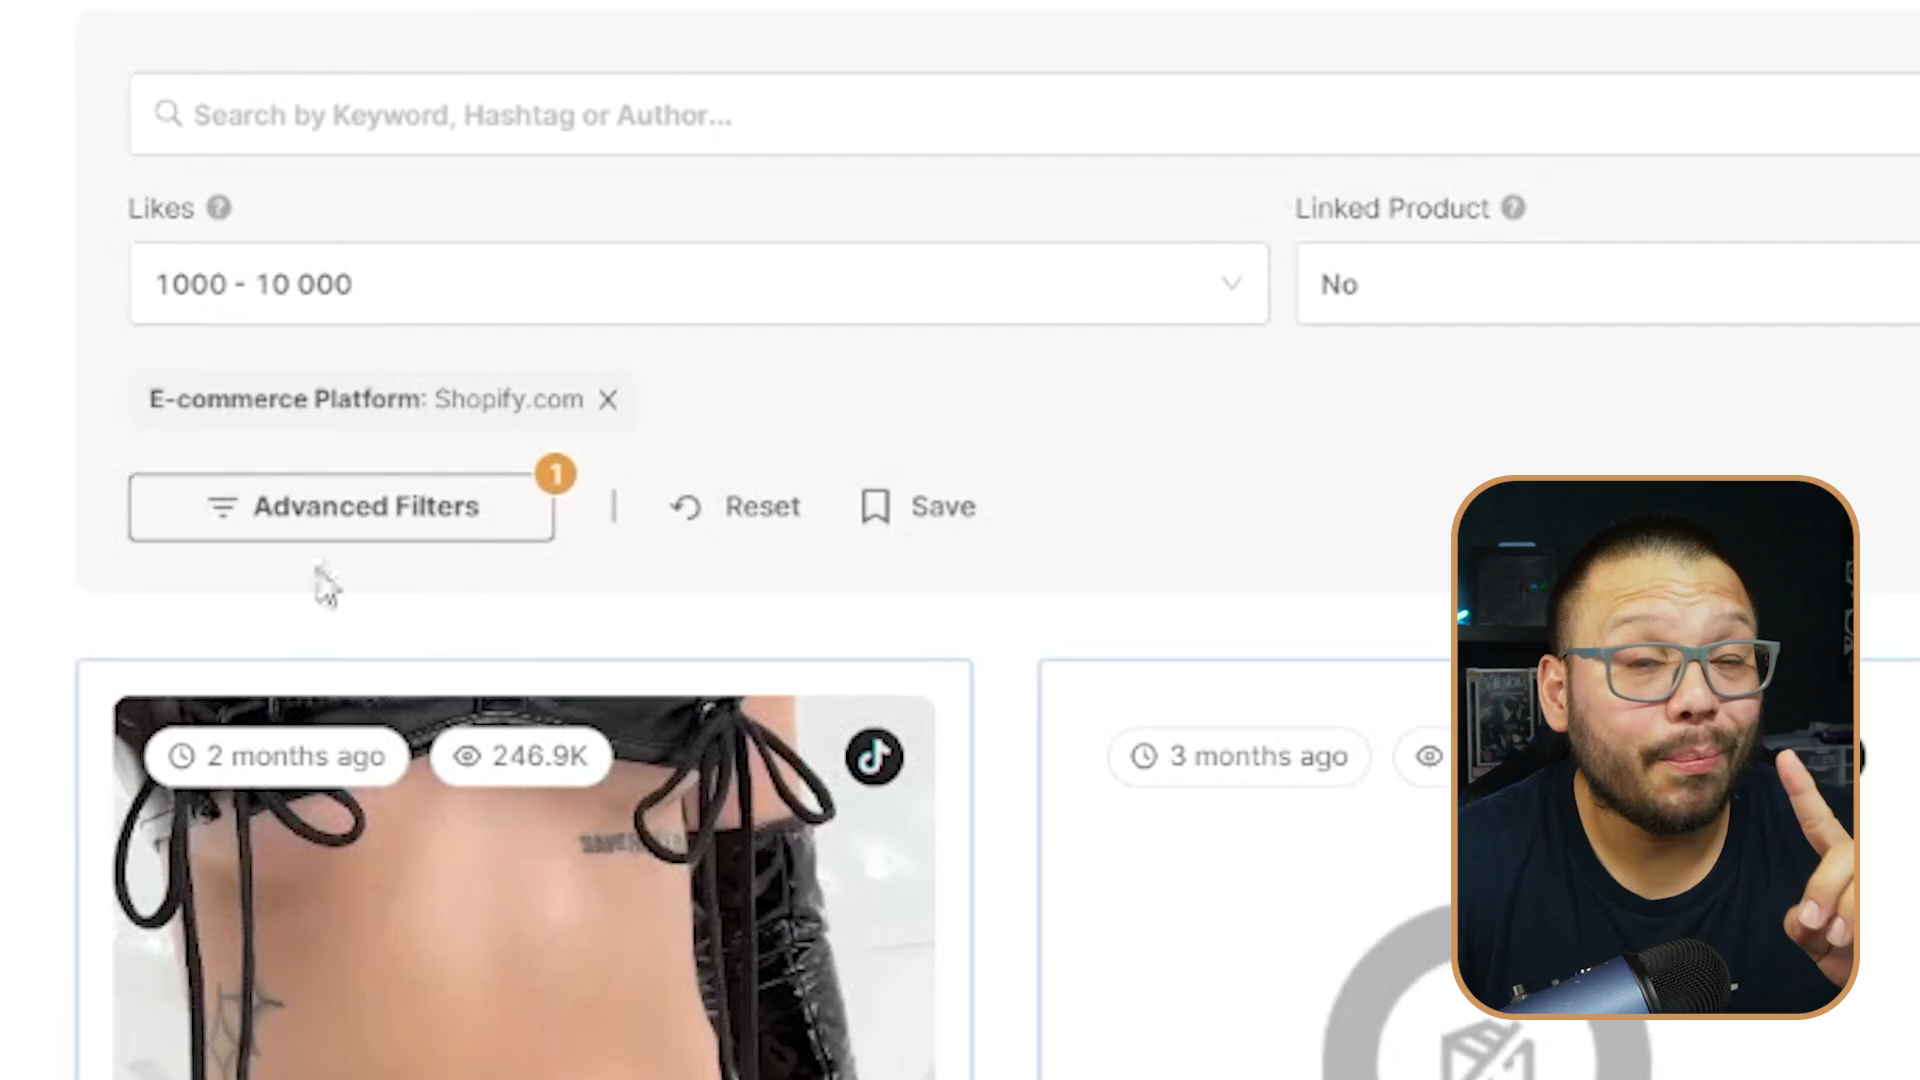 Search by Keyword, Hashtag or Author...
Likes
Linked Product
1000 - 10 000
No
E-commerce Platform: Shopify.com
1
Advanced Filters
Reset
Save
2 months ago
246.9K
3 months ago